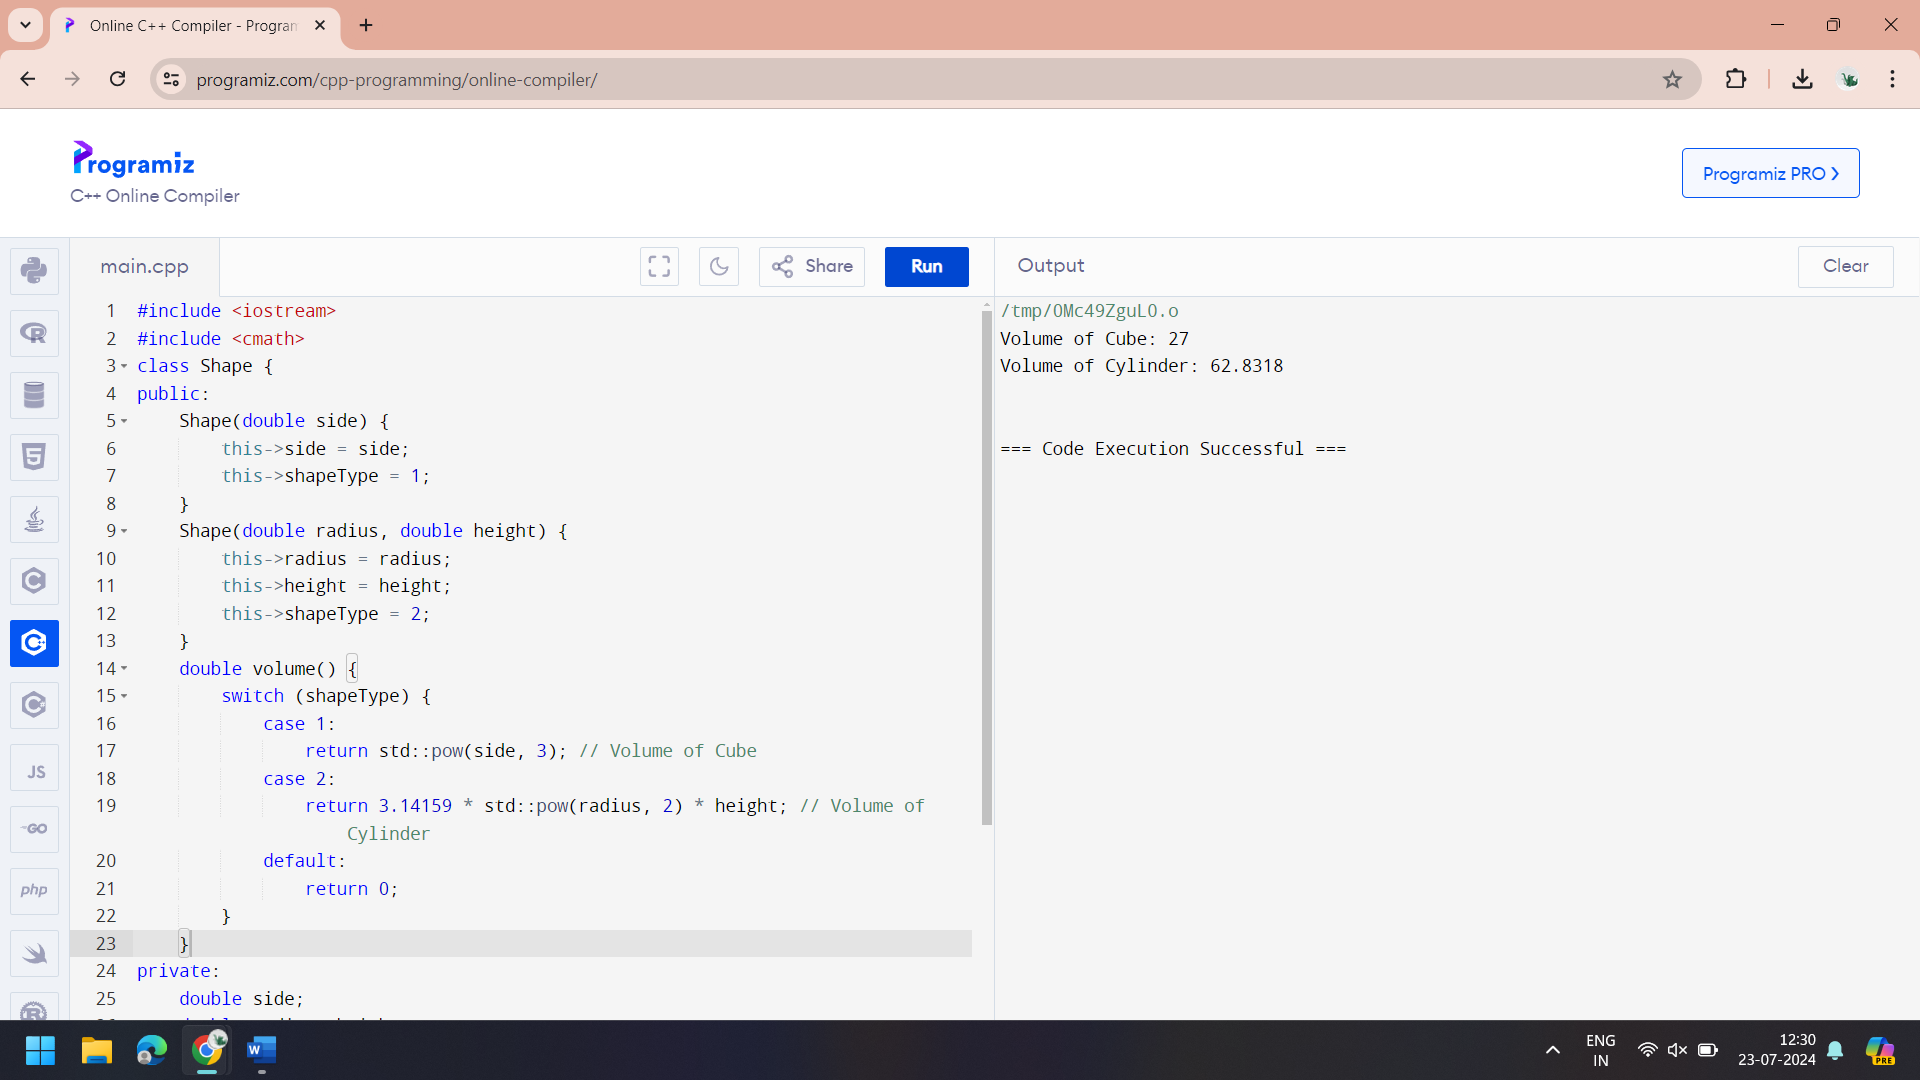 Online C++ Compiler - Program
programiz.com/cpp-programming/online-compiler/
Programiz
C++ Online Compiler
Programiz PRO ❯
main.cpp
Share
Run
Output
Clear
1 #include <iostream>
2 #include <cmath>
3 class Shape {
4 public:
5     Shape(double side) {
6         this->side = side;
7         this->shapeType = 1;
8     }
9     Shape(double radius, double height) {
10         this->radius = radius;
11         this->height = height;
12         this->shapeType = 2;
13     }
14     double volume() {
15         switch (shapeType) {
16             case 1:
17                 return std::pow(side, 3); // Volume of Cube
18             case 2:
19                 return 3.14159 * std::pow(radius, 2) * height; // Volume of
Cylinder
20             default:
21                 return 0;
22         }
23     }
24 private:
25     double side;
/tmp/0Mc49ZguLO.o
Volume of Cube: 27
Volume of Cylinder: 62.8318
=== Code Execution Successful ===
JS
GO
php
ENG
IN
12:30
23-07-2024
PRE